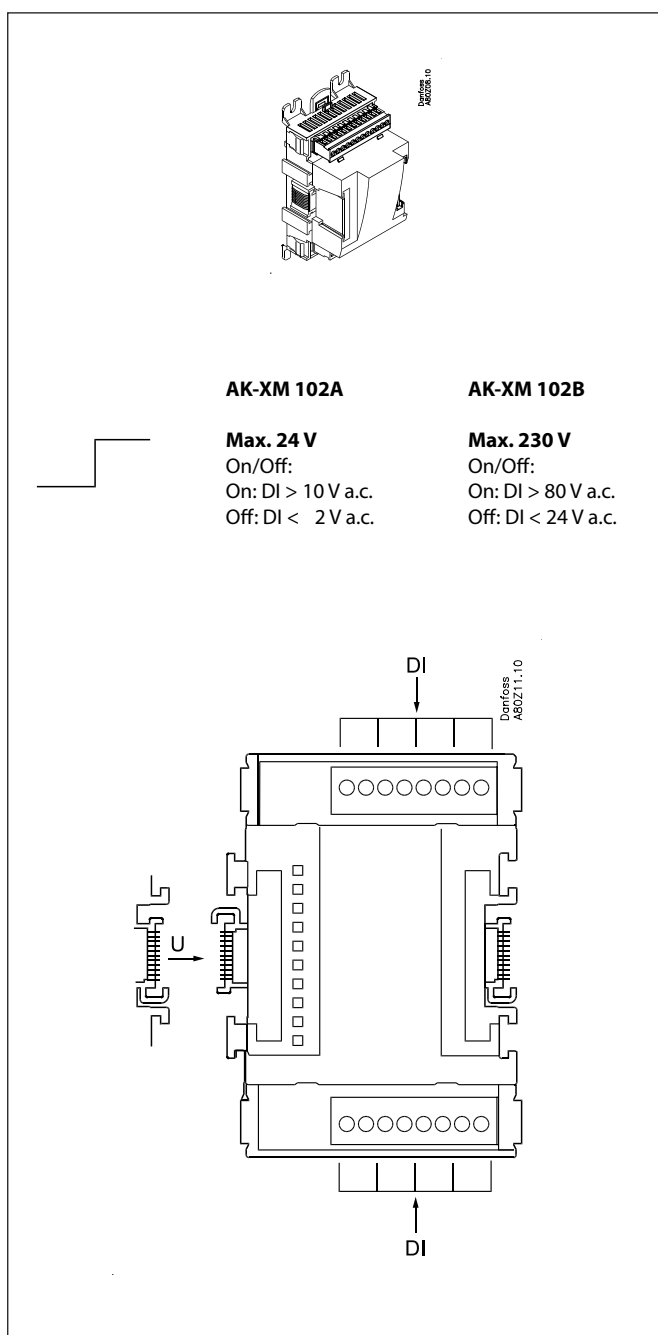 Danfoss
A80Z08.10
AK-XM 102A
Max. 24 V
On/Off:
On: DI > 10 V a.c.
Off: DI < 2 V a.c.
AK-XM 102B
Max. 230 V
On/Off:
On: DI > 80 V a.c.
Off: DI < 24 V a.c.
DI
Danfoss
A80Z11.10
U
DI